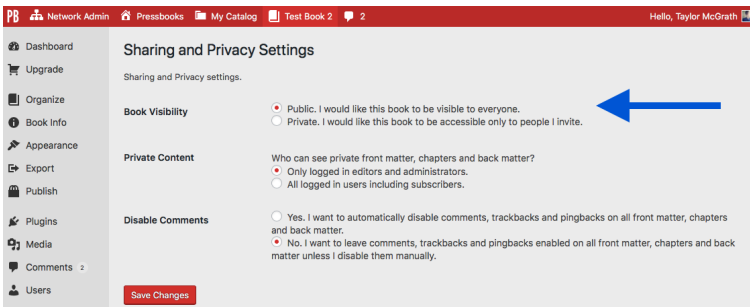 PB Network Admin Pressbooks My Catalog Test Book 2 2 Hello, Taylor McGrath
Dashboard
Upgrade
Organize
Book Info
Appearance
Export
Publish
Plugins
Media
Comments 2
Users
Sharing and Privacy Settings
Sharing and Privacy settings.
Book Visibility
Public. I would like this book to be visible to everyone.
Private. I would like this book to be accessible only to people I invite.
Private Content
Who can see private front matter, chapters and back matter?
Only logged in editors and administrators.
All logged in users including subscribers.
Disable Comments
Yes. I want to automatically disable comments, trackbacks and pingbacks on all front matter, chapters
and back matter.
No. I want to leave comments, trackbacks and pingbacks enabled on all front matter, chapters and back
matter unless I disable them manually.
Save Changes